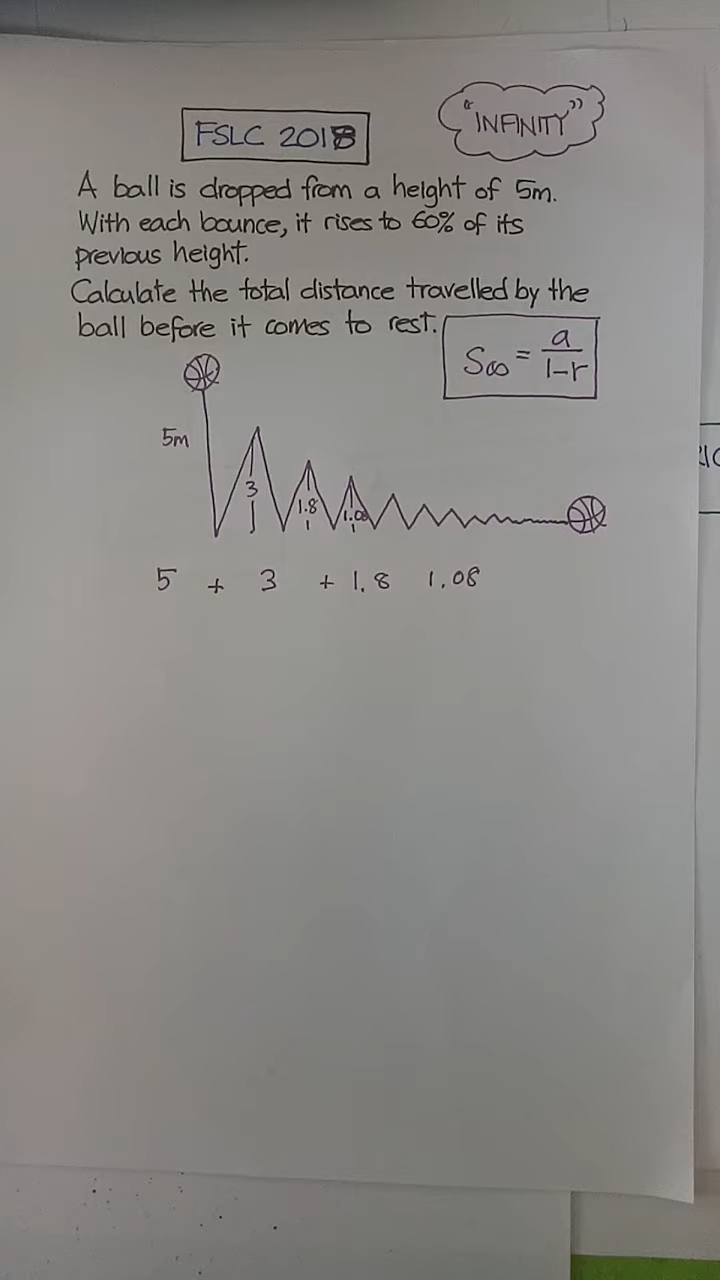 FSLC 2018
"INFINITY"
A ball is dropped from a height of 5m.
With each bounce, it rises to 60% of its
previous height.
Calculate the total distance travelled by the
ball before it comes to rest.
S∞ = a/1-r
5m
3
1.8
1.08
5 + 3 + 1.8 1.08